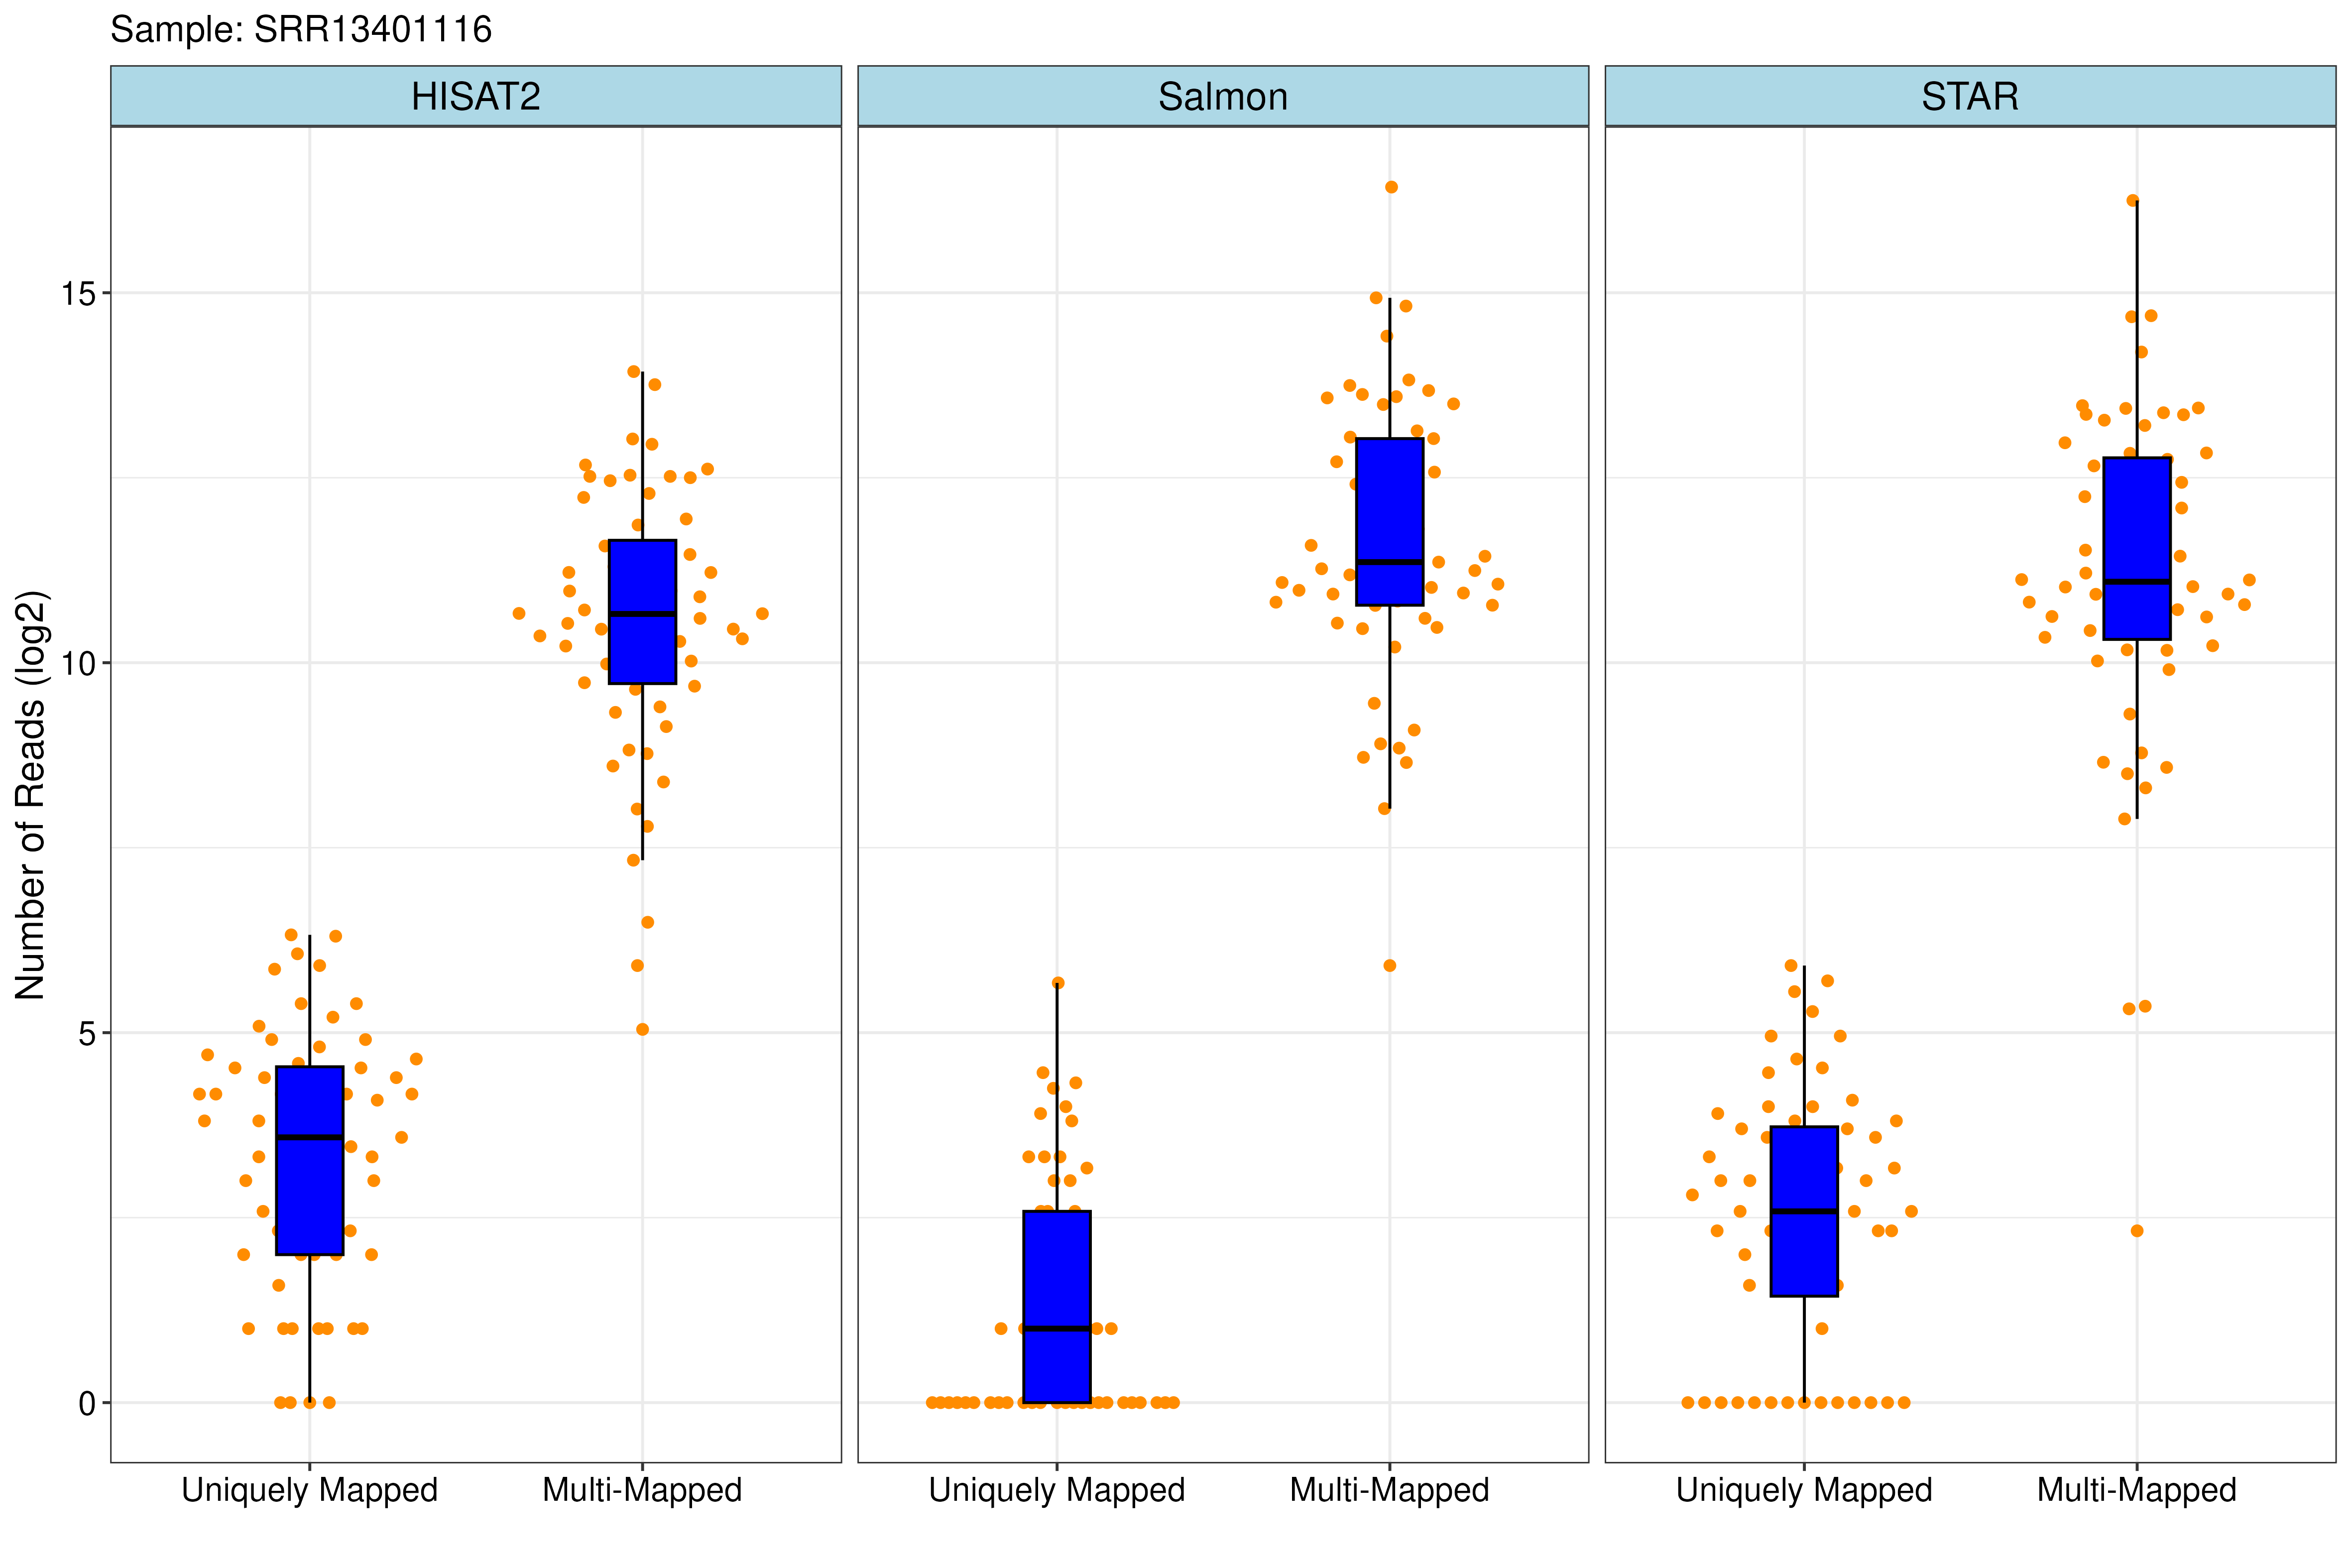 Sample: SRR13401116
HISAT2 Salmon STAR
Number of Reads (log2)
15
10
5
0
Uniquely Mapped Multi-Mapped Uniquely Mapped Multi-Mapped Uniquely Mapped Multi-Mapped